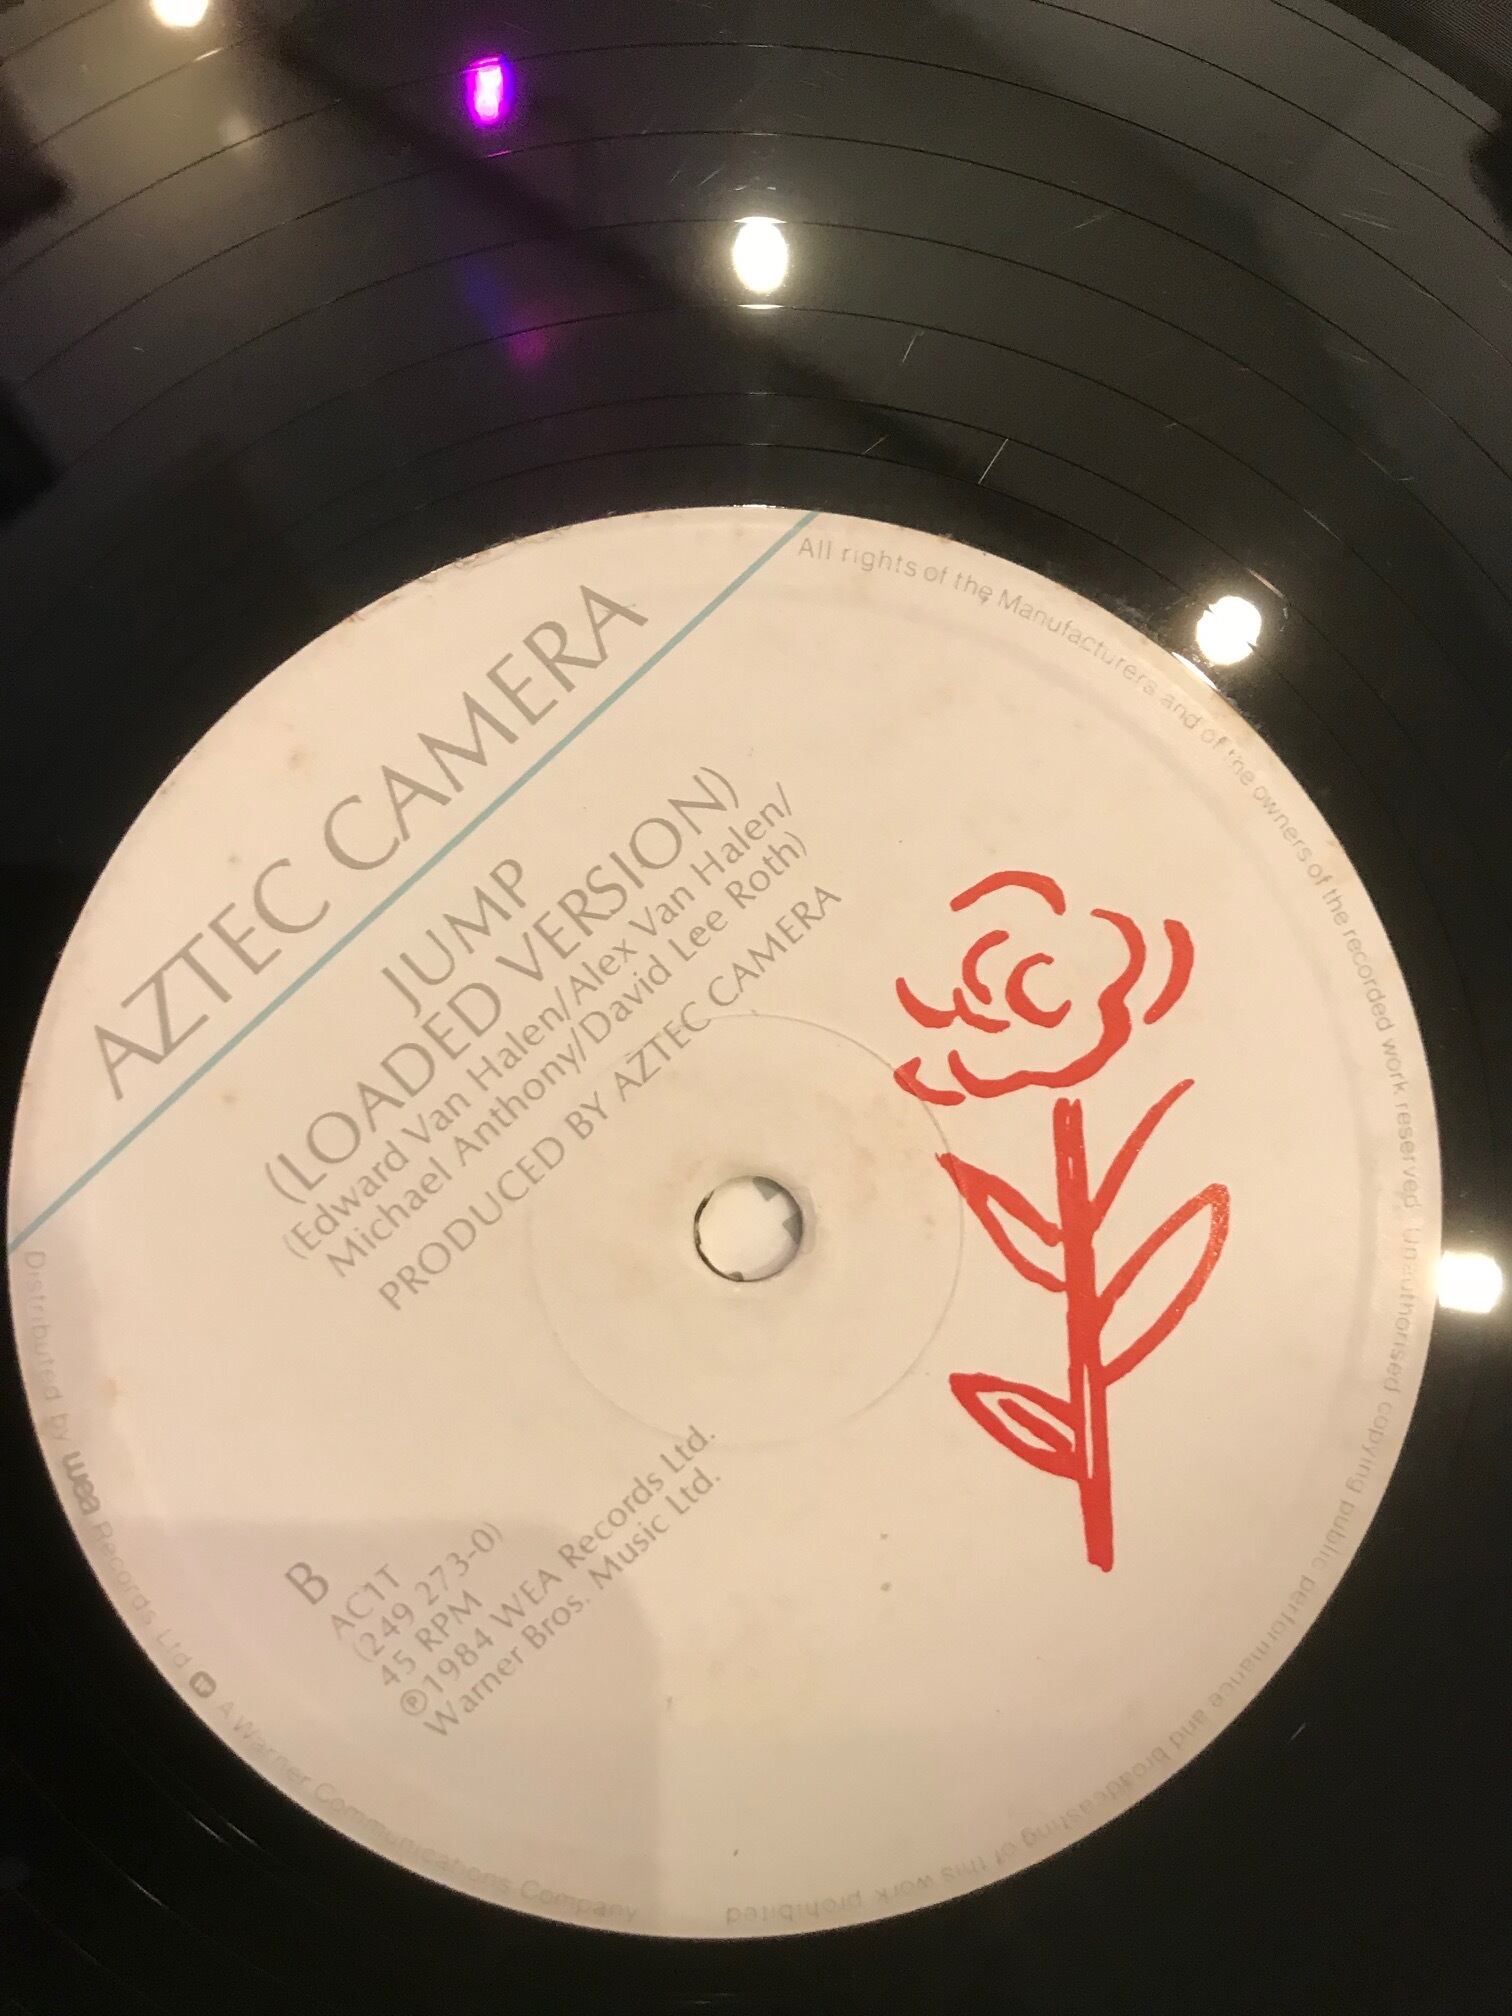 AZTEC CAMERA
JUMP
(LOADED VERSION)
(Edward Van Halen/Alex Van Halen/
Michael Anthony/David Lee Roth)
PRODUCED BY AZTEC CAMERA
B
AC1T
(249 273-0)
45 RPM
℗1984 WEA Records Ltd.
Warner Bros. Music Ltd.
All rights of the Manufacturers and of the owners of the recorded work reserved. Unauthorised copying public performance and broadcasting of this work prohibited
Distributed by wea Records Ltd. A Warner Communications Company